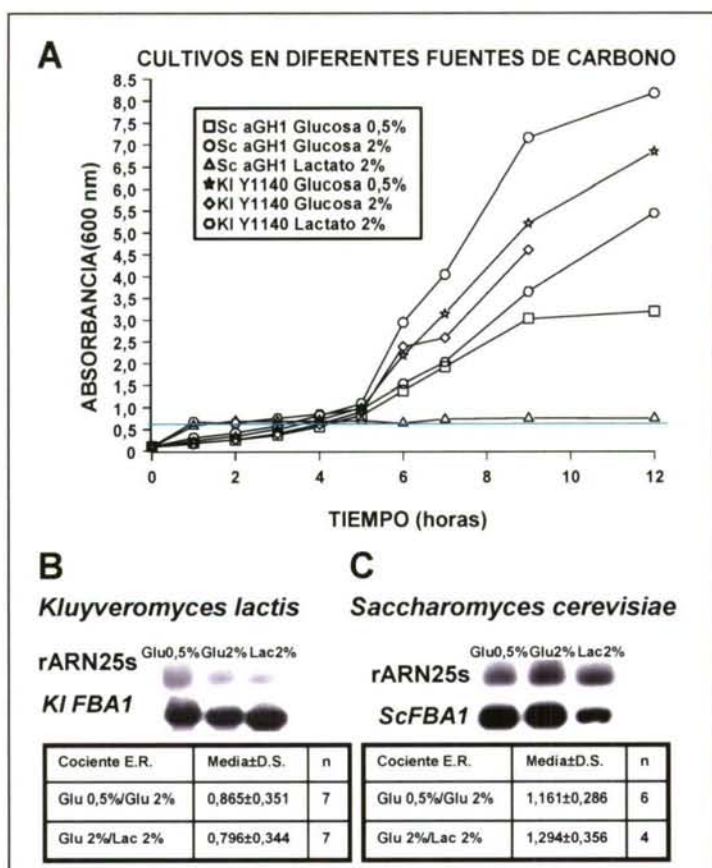 A CULTIVOS EN DIFERENTES FUENTES DE CARBONO
8.5
8,0
7,5
7,0
6,5
6,0
5,5
5,0
4,5
4,0
3,5
3,0
2,5
2,0
1,5
1,0
0,5
0
ABSORBANCIA(600 nm)
Sc aGH1 Glucosa 0,5%
Sc aGH1 Glucosa 2%
Sc aGH1 Lactato 2%
Kl Y1140 Glucosa 0,5%
Kl Y1140 Glucosa 2%
Kl Y1140 Lactato 2%
0 2 4 6 8 10 12
TIEMPO (horas)
B
Kluyveromyces lactis
Glu0,5% Glu2% Lac2%
rARN25s
Kl FBA1
Cociente E.R. Media±D.S. n
Glu 0,5%/Glu 2% 0,865±0,351 7
Glu 2%/Lac 2% 0,796±0,344 7
C
Saccharomyces cerevisiae
Glu0,5% Glu2% Lac2%
rARN25s
ScFBA1
Cociente E.R. Media±D.S. n
Glu 0,5%/Glu 2% 1,161±0,286 6
Glu 2%/Lac 2% 1,294±0,356 4